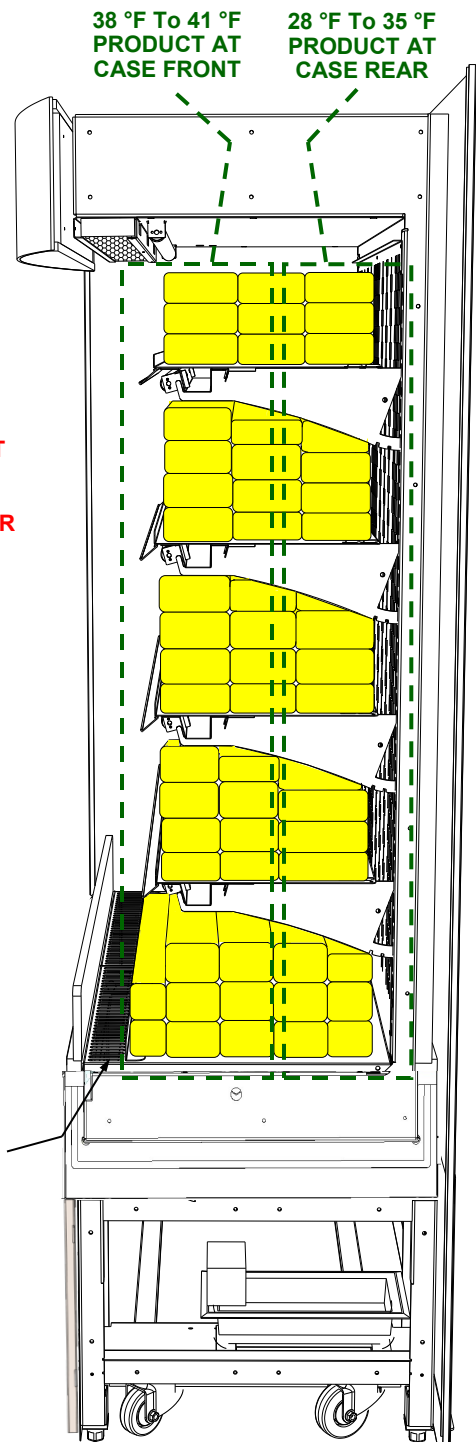 38 °F To 41 °F
PRODUCT AT
CASE FRONT
28 °F To 35 °F
PRODUCT AT
CASE REAR
T
R